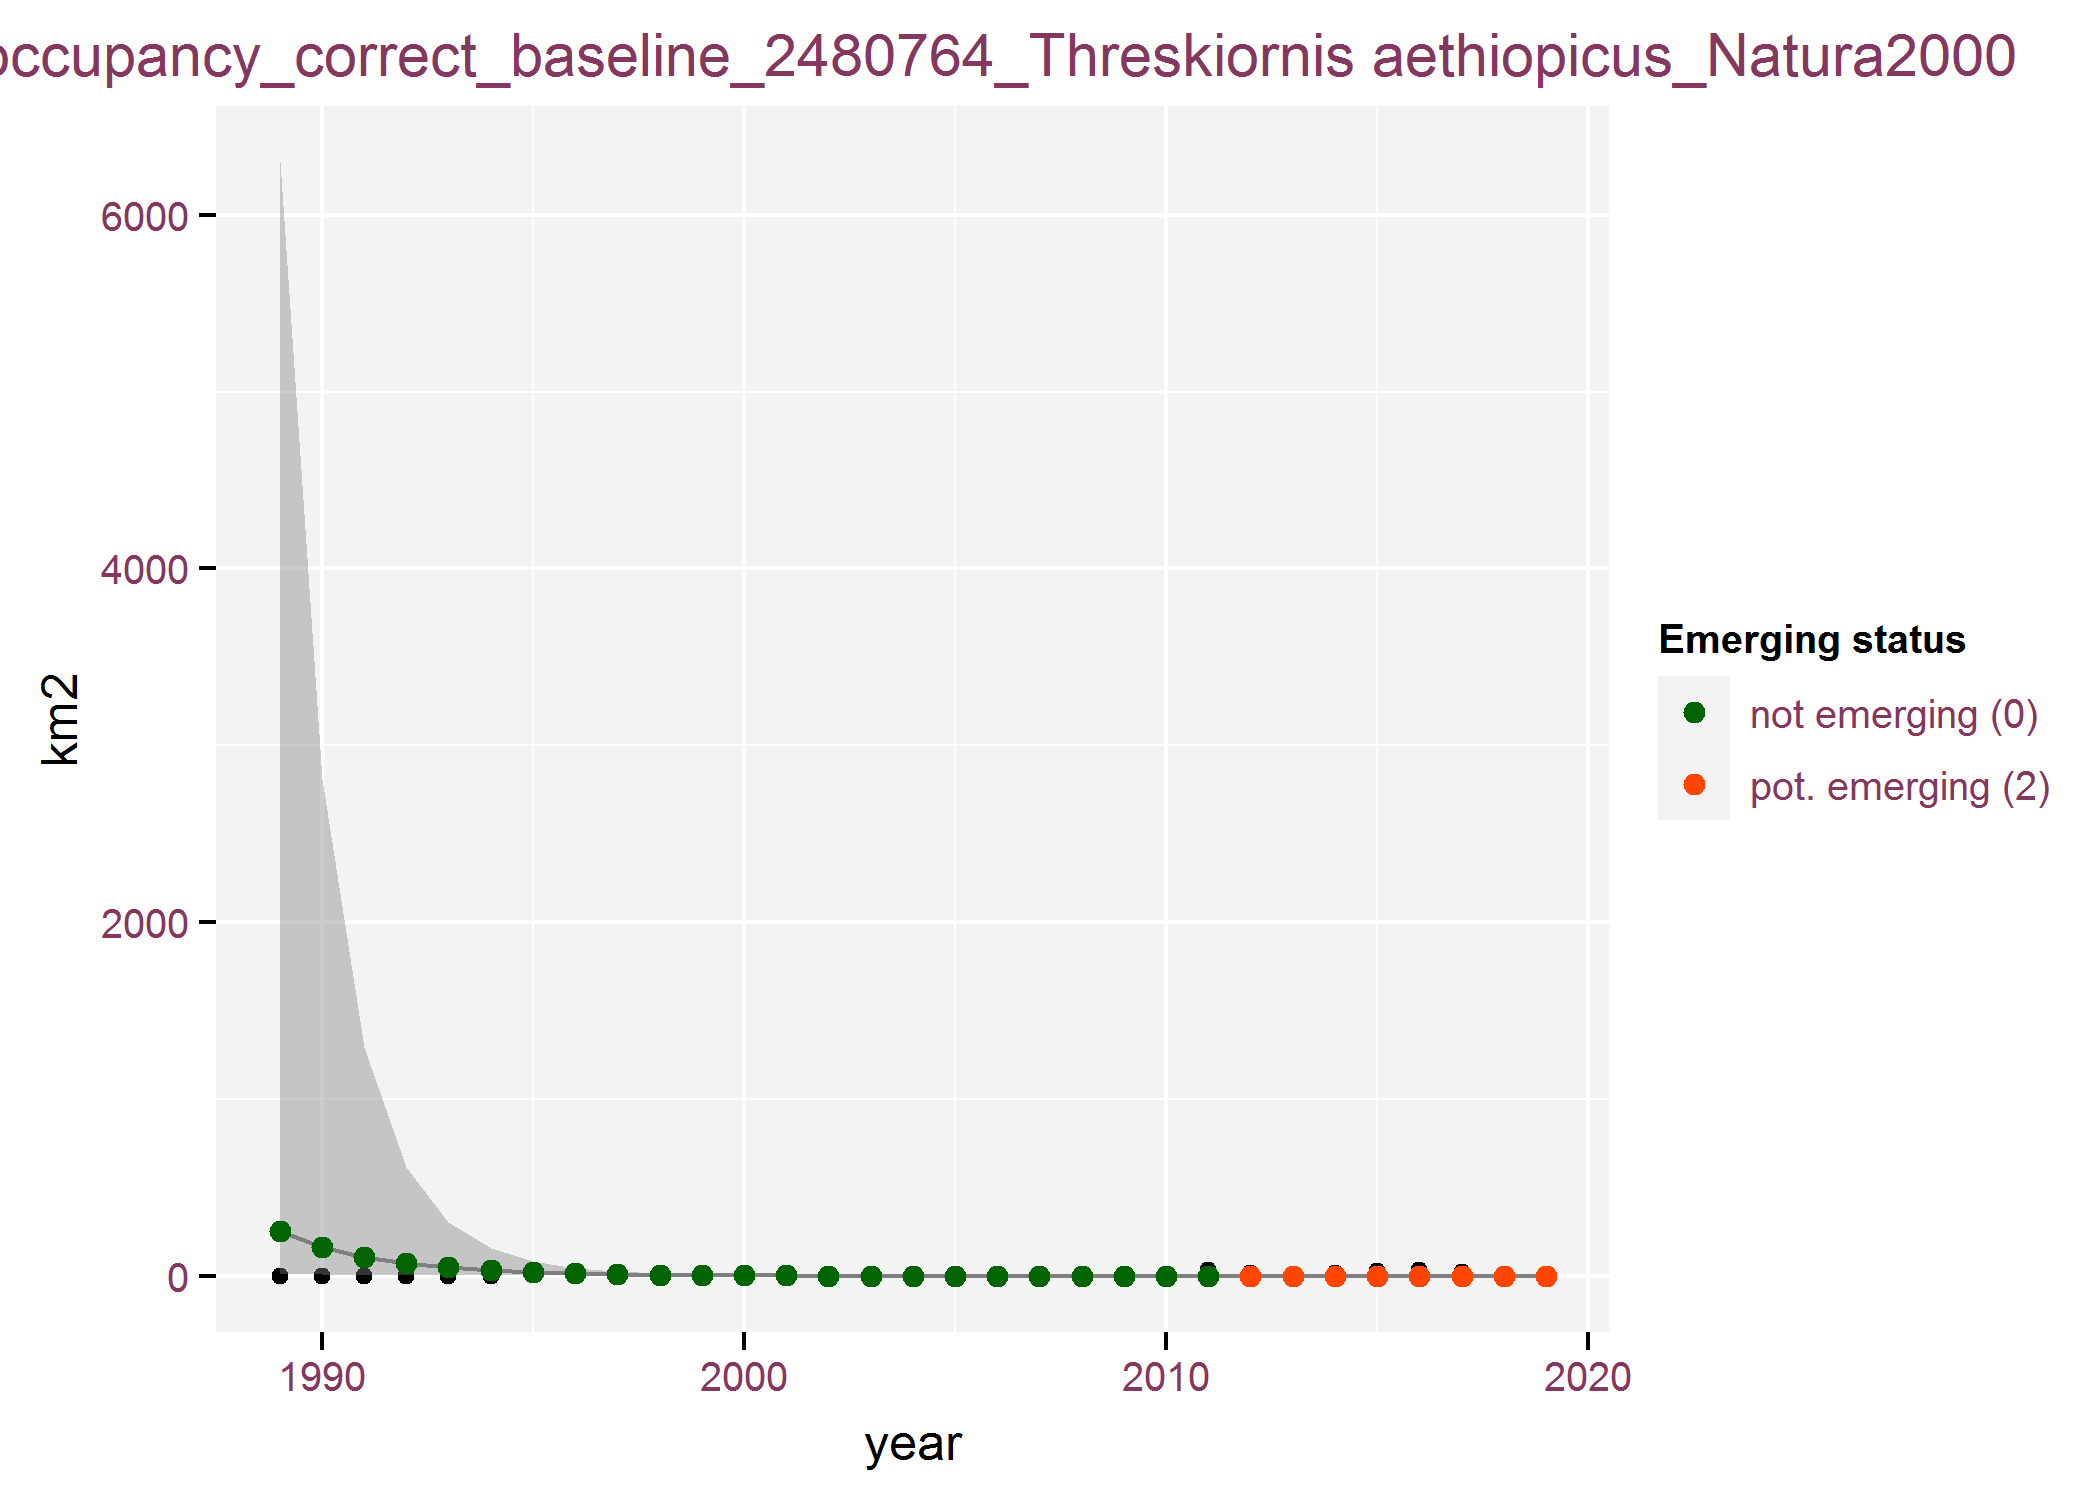 occupancy_correct_baseline_2480764_Threskiornis aethiopicus_Natura2000
6000
4000
2000
0
km2
1990
2000
2010
2020
year
Emerging status
not emerging (0)
pot. emerging (2)